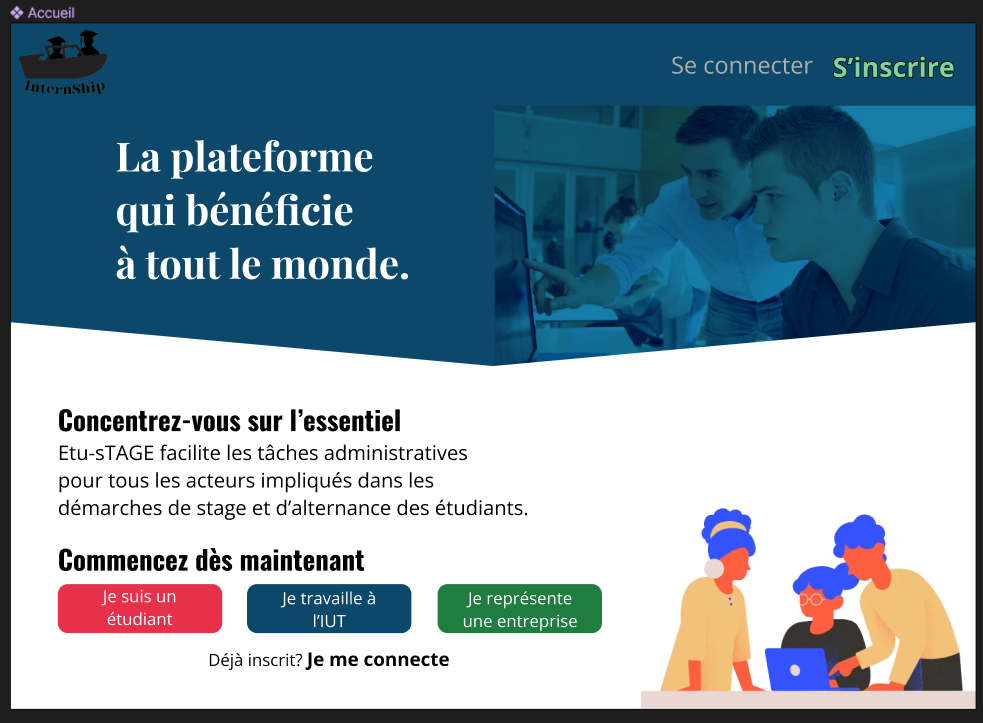 Accueil
InternShip
Se connecter
S’inscrire
La plateforme
qui bénéficie
à tout le monde.
Concentrez-vous sur l’essentiel
Etu-sTAGE facilite les tâches administratives
pour tous les acteurs impliqués dans les
démarches de stage et d’alternance des étudiants.
Commencez dès maintenant
Je suis un
étudiant
Je travaille à
l’IUT
Je représente
une entreprise
Déjà inscrit? Je me connecte